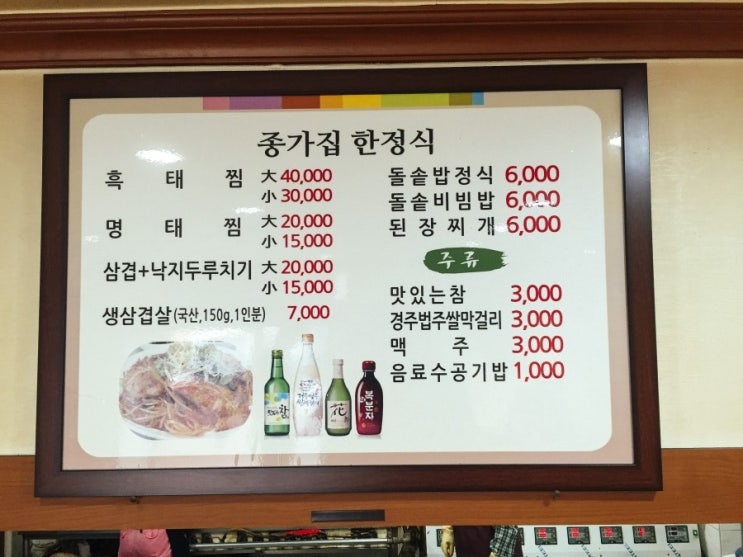 종가집 한정식
흑태찜 大 40,000
小 30,000
명태찜 大 20,000
小 15,000
삼겹+낙지두루치기 大 20,000
小 15,000
생삼겹살(국산,150g,1인분) 7,000
돌솥밥정식 6,000
돌솥비빔밥 6,000
된장찌개 6,000
주류
맛있는참 3,000
경주법주쌀막걸리 3,000
맥주 3,000
음료수공기밥 1,000
참
花
복분자